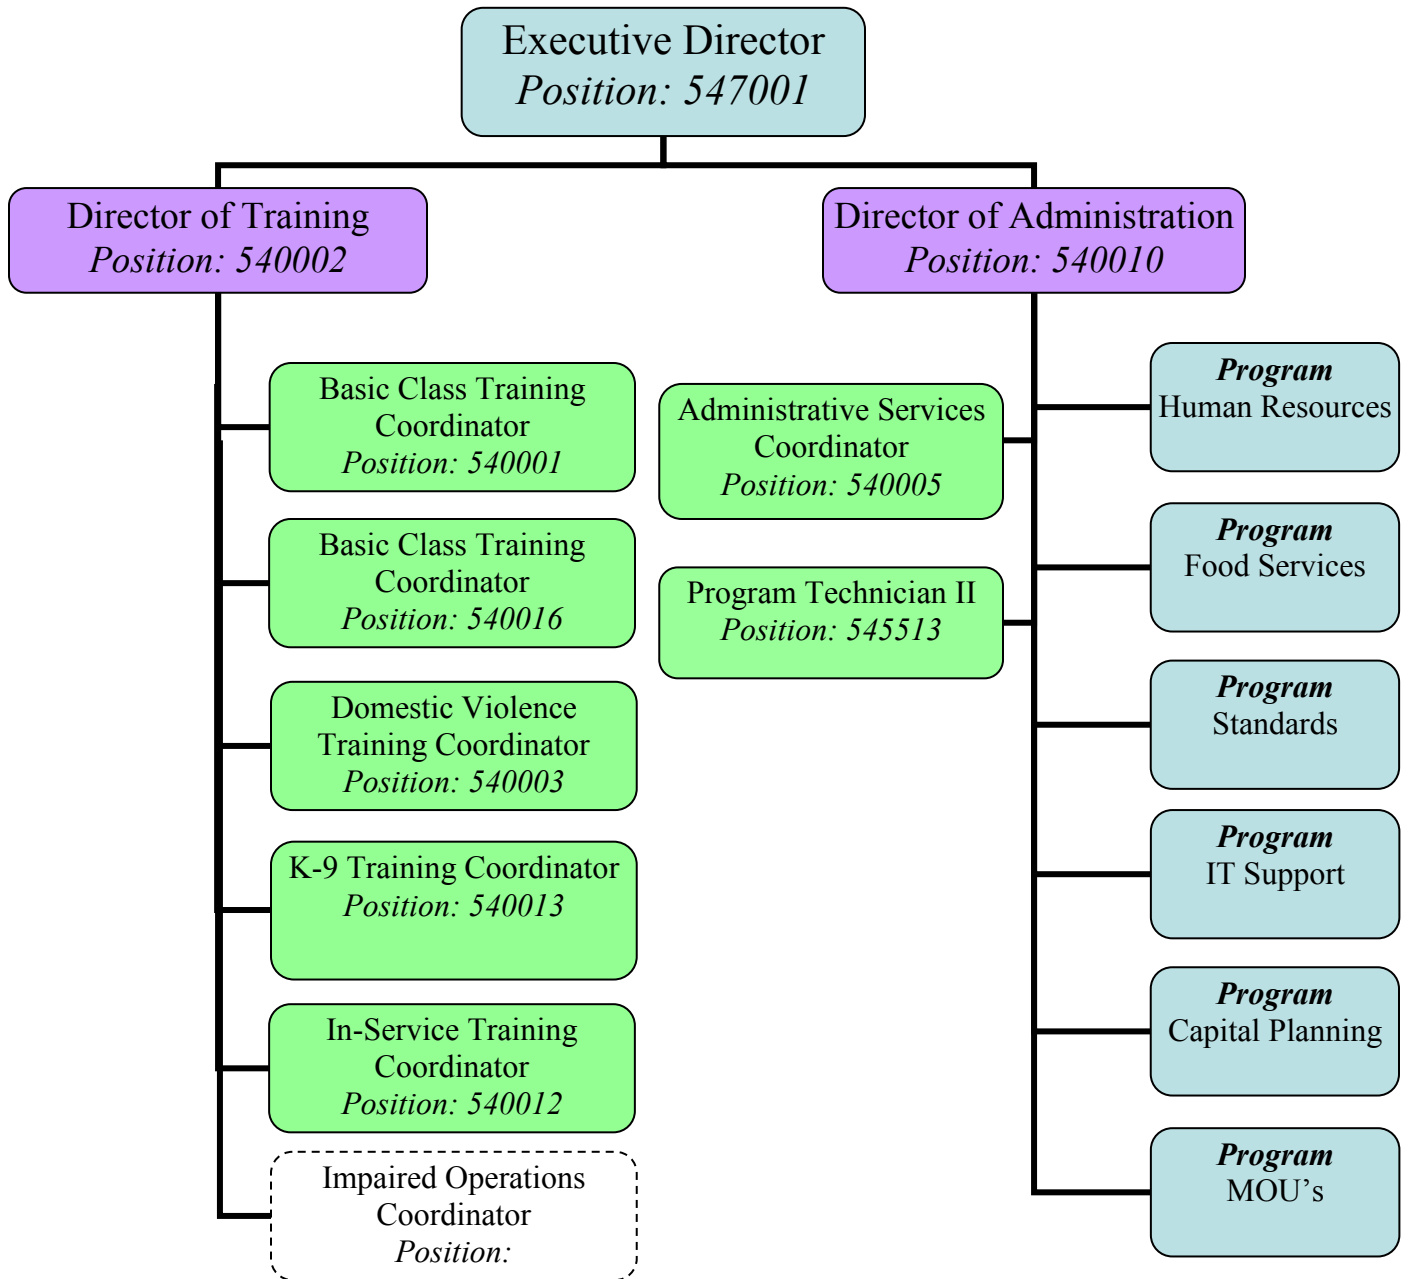 Executive Director
Position: 547001
Director of Training
Position: 540002
Director of Administration
Position: 540010
Basic Class Training
Coordinator
Position: 540001
Basic Class Training
Coordinator
Position: 540016
Domestic Violence
Training Coordinator
Position: 540003
K-9 Training Coordinator
Position: 540013
In-Service Training
Coordinator
Position: 540012
Impaired Operations
Coordinator
Position:
Administrative Services
Coordinator
Position: 540005
Program Technician II
Position: 545513
Program
Human Resources
Program
Food Services
Program
Standards
Program
IT Support
Program
Capital Planning
Program
MOU’s